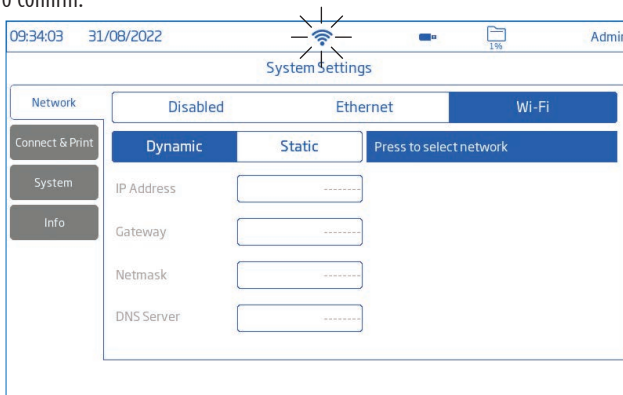 09:34:03 31/08/2022 1% Admin
System Settings
Network Disabled Ethernet Wi-Fi
Connect & Print Dynamic Static Press to select network
System IP Address --------
Info Gateway --------
Netmask --------
DNS Server --------